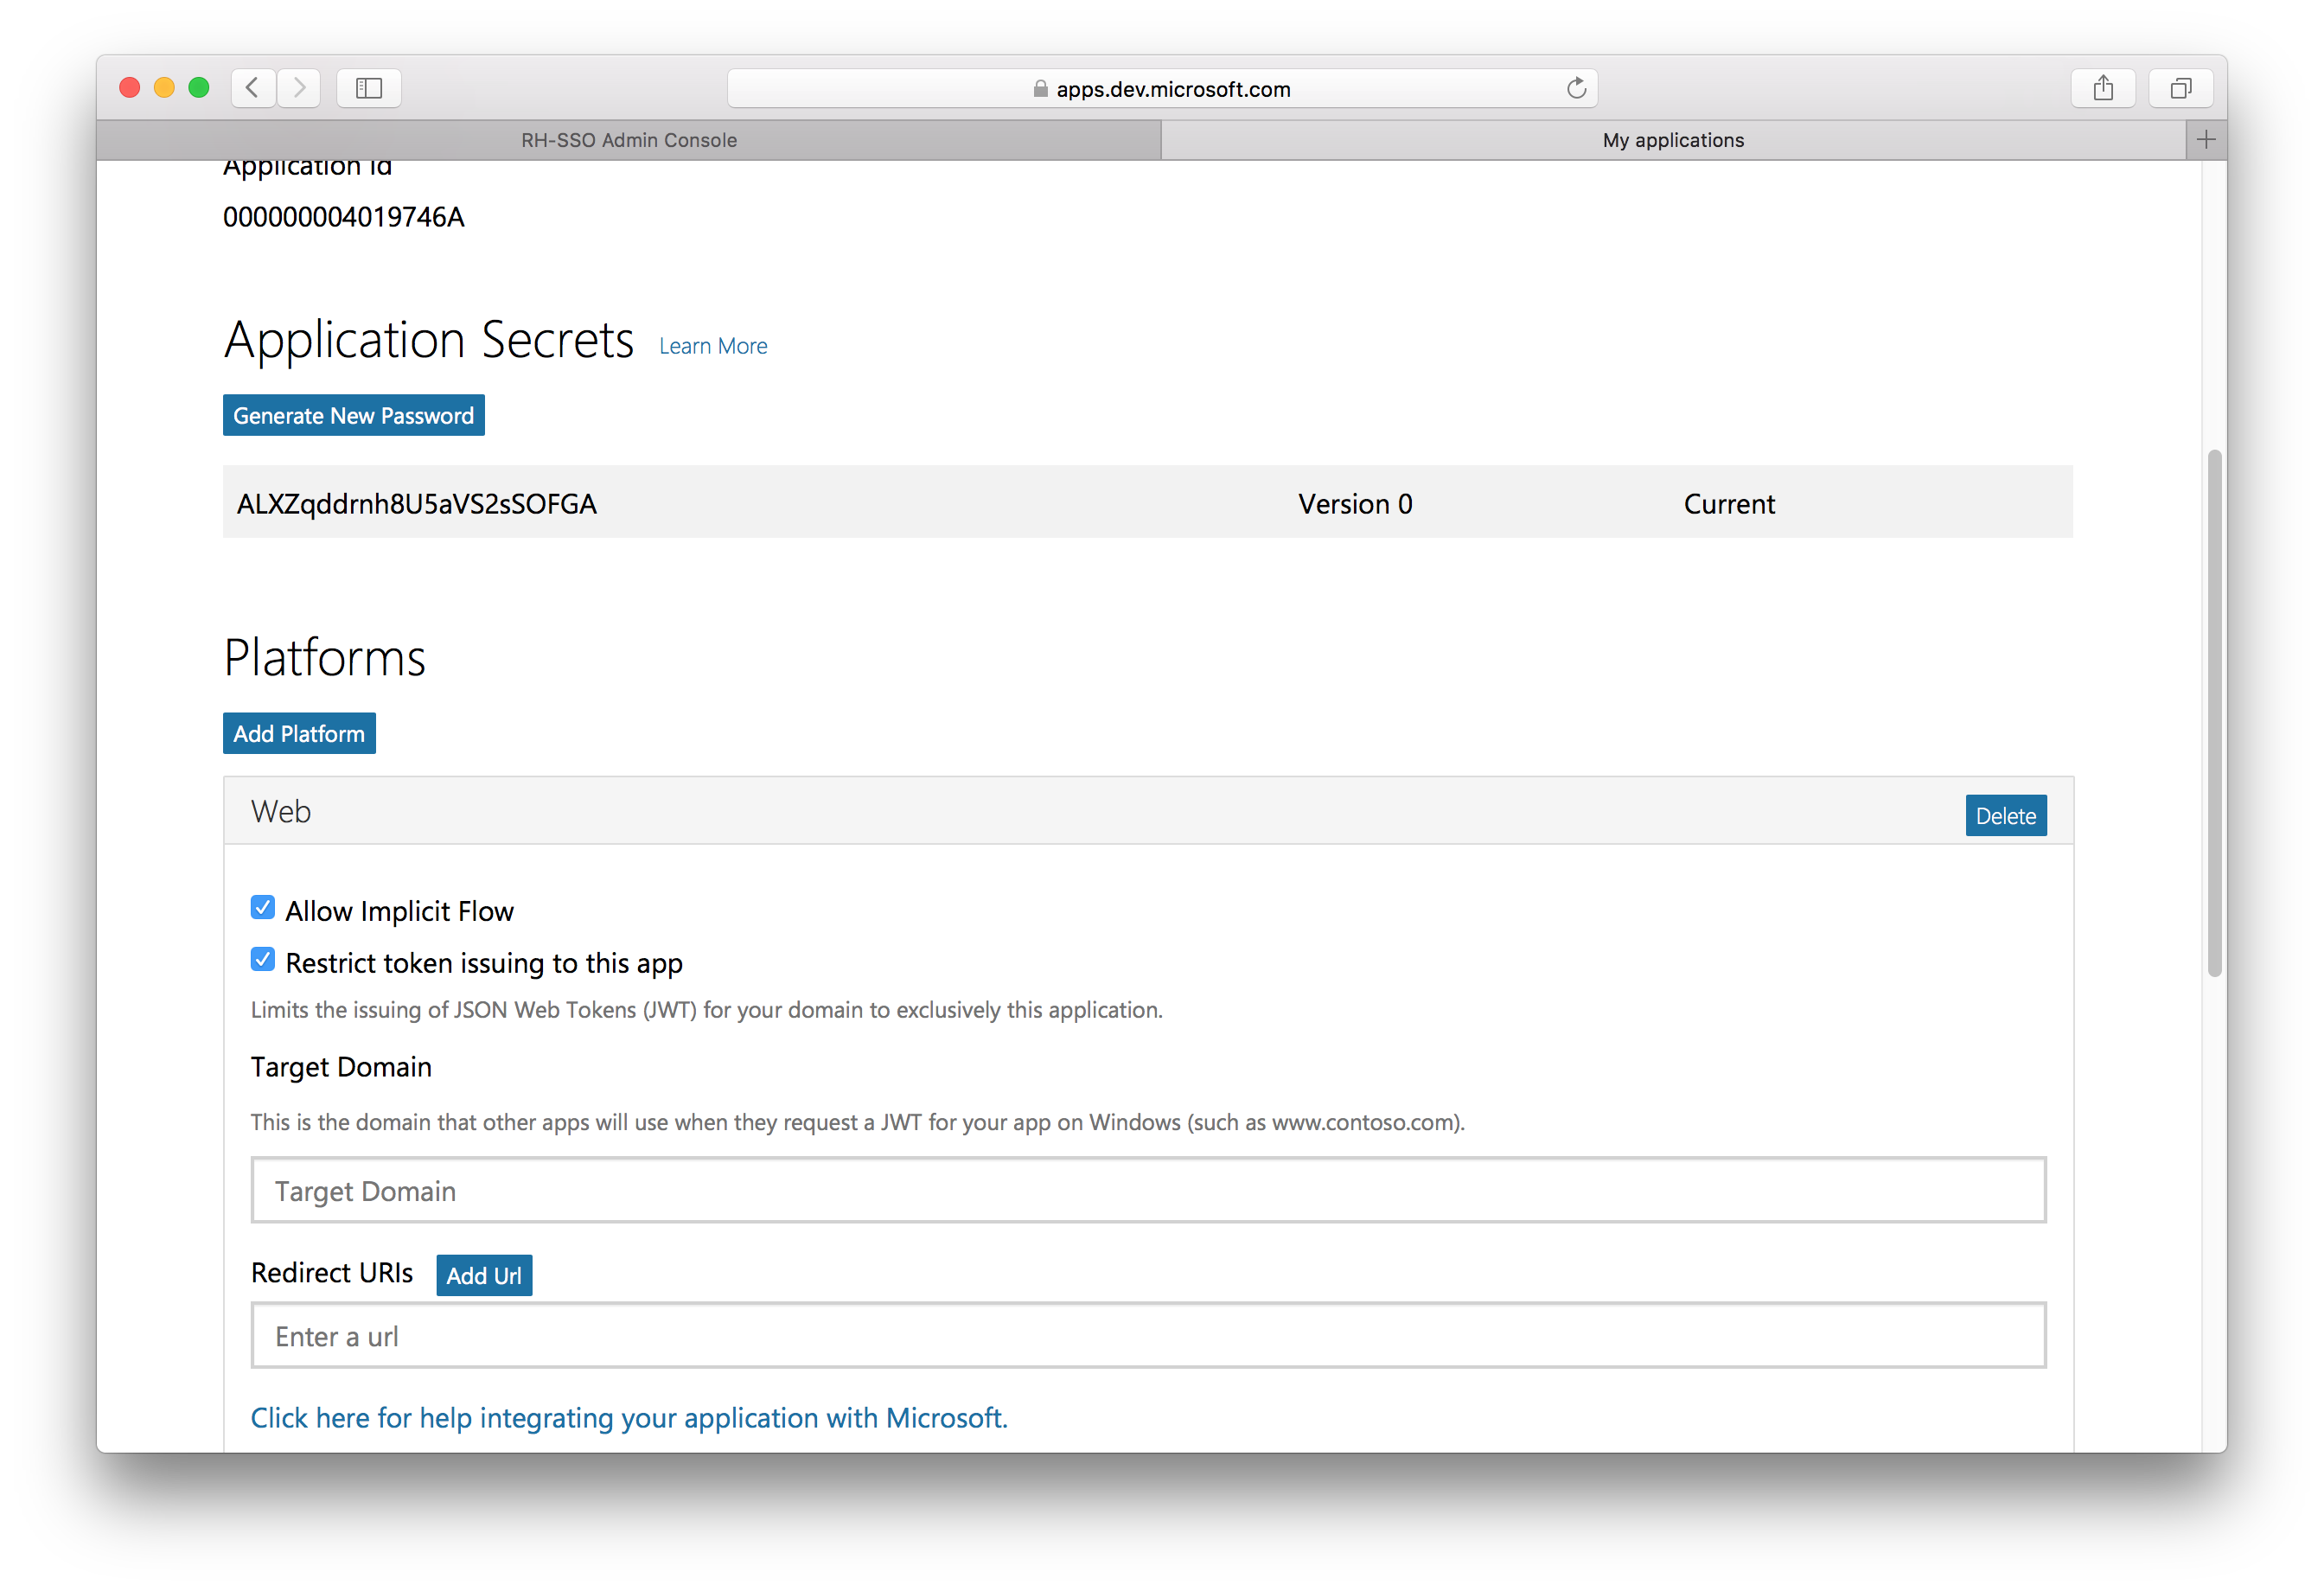 apps.dev.microsoft.com
RH-SSO Admin Console
My applications
Application Id
000000004019746A
Application Secrets Learn More
Generate New Password
ALXZqddrnh8U5aVS2sSOFGA Version 0 Current
Platforms
Add Platform
Web Delete
Allow Implicit Flow
Restrict token issuing to this app
Limits the issuing of JSON Web Tokens (JWT) for your domain to exclusively this application.
Target Domain
This is the domain that other apps will use when they request a JWT for your app on Windows (such as www.contoso.com).
Target Domain
Redirect URIs Add Url
Enter a url
Click here for help integrating your application with Microsoft.